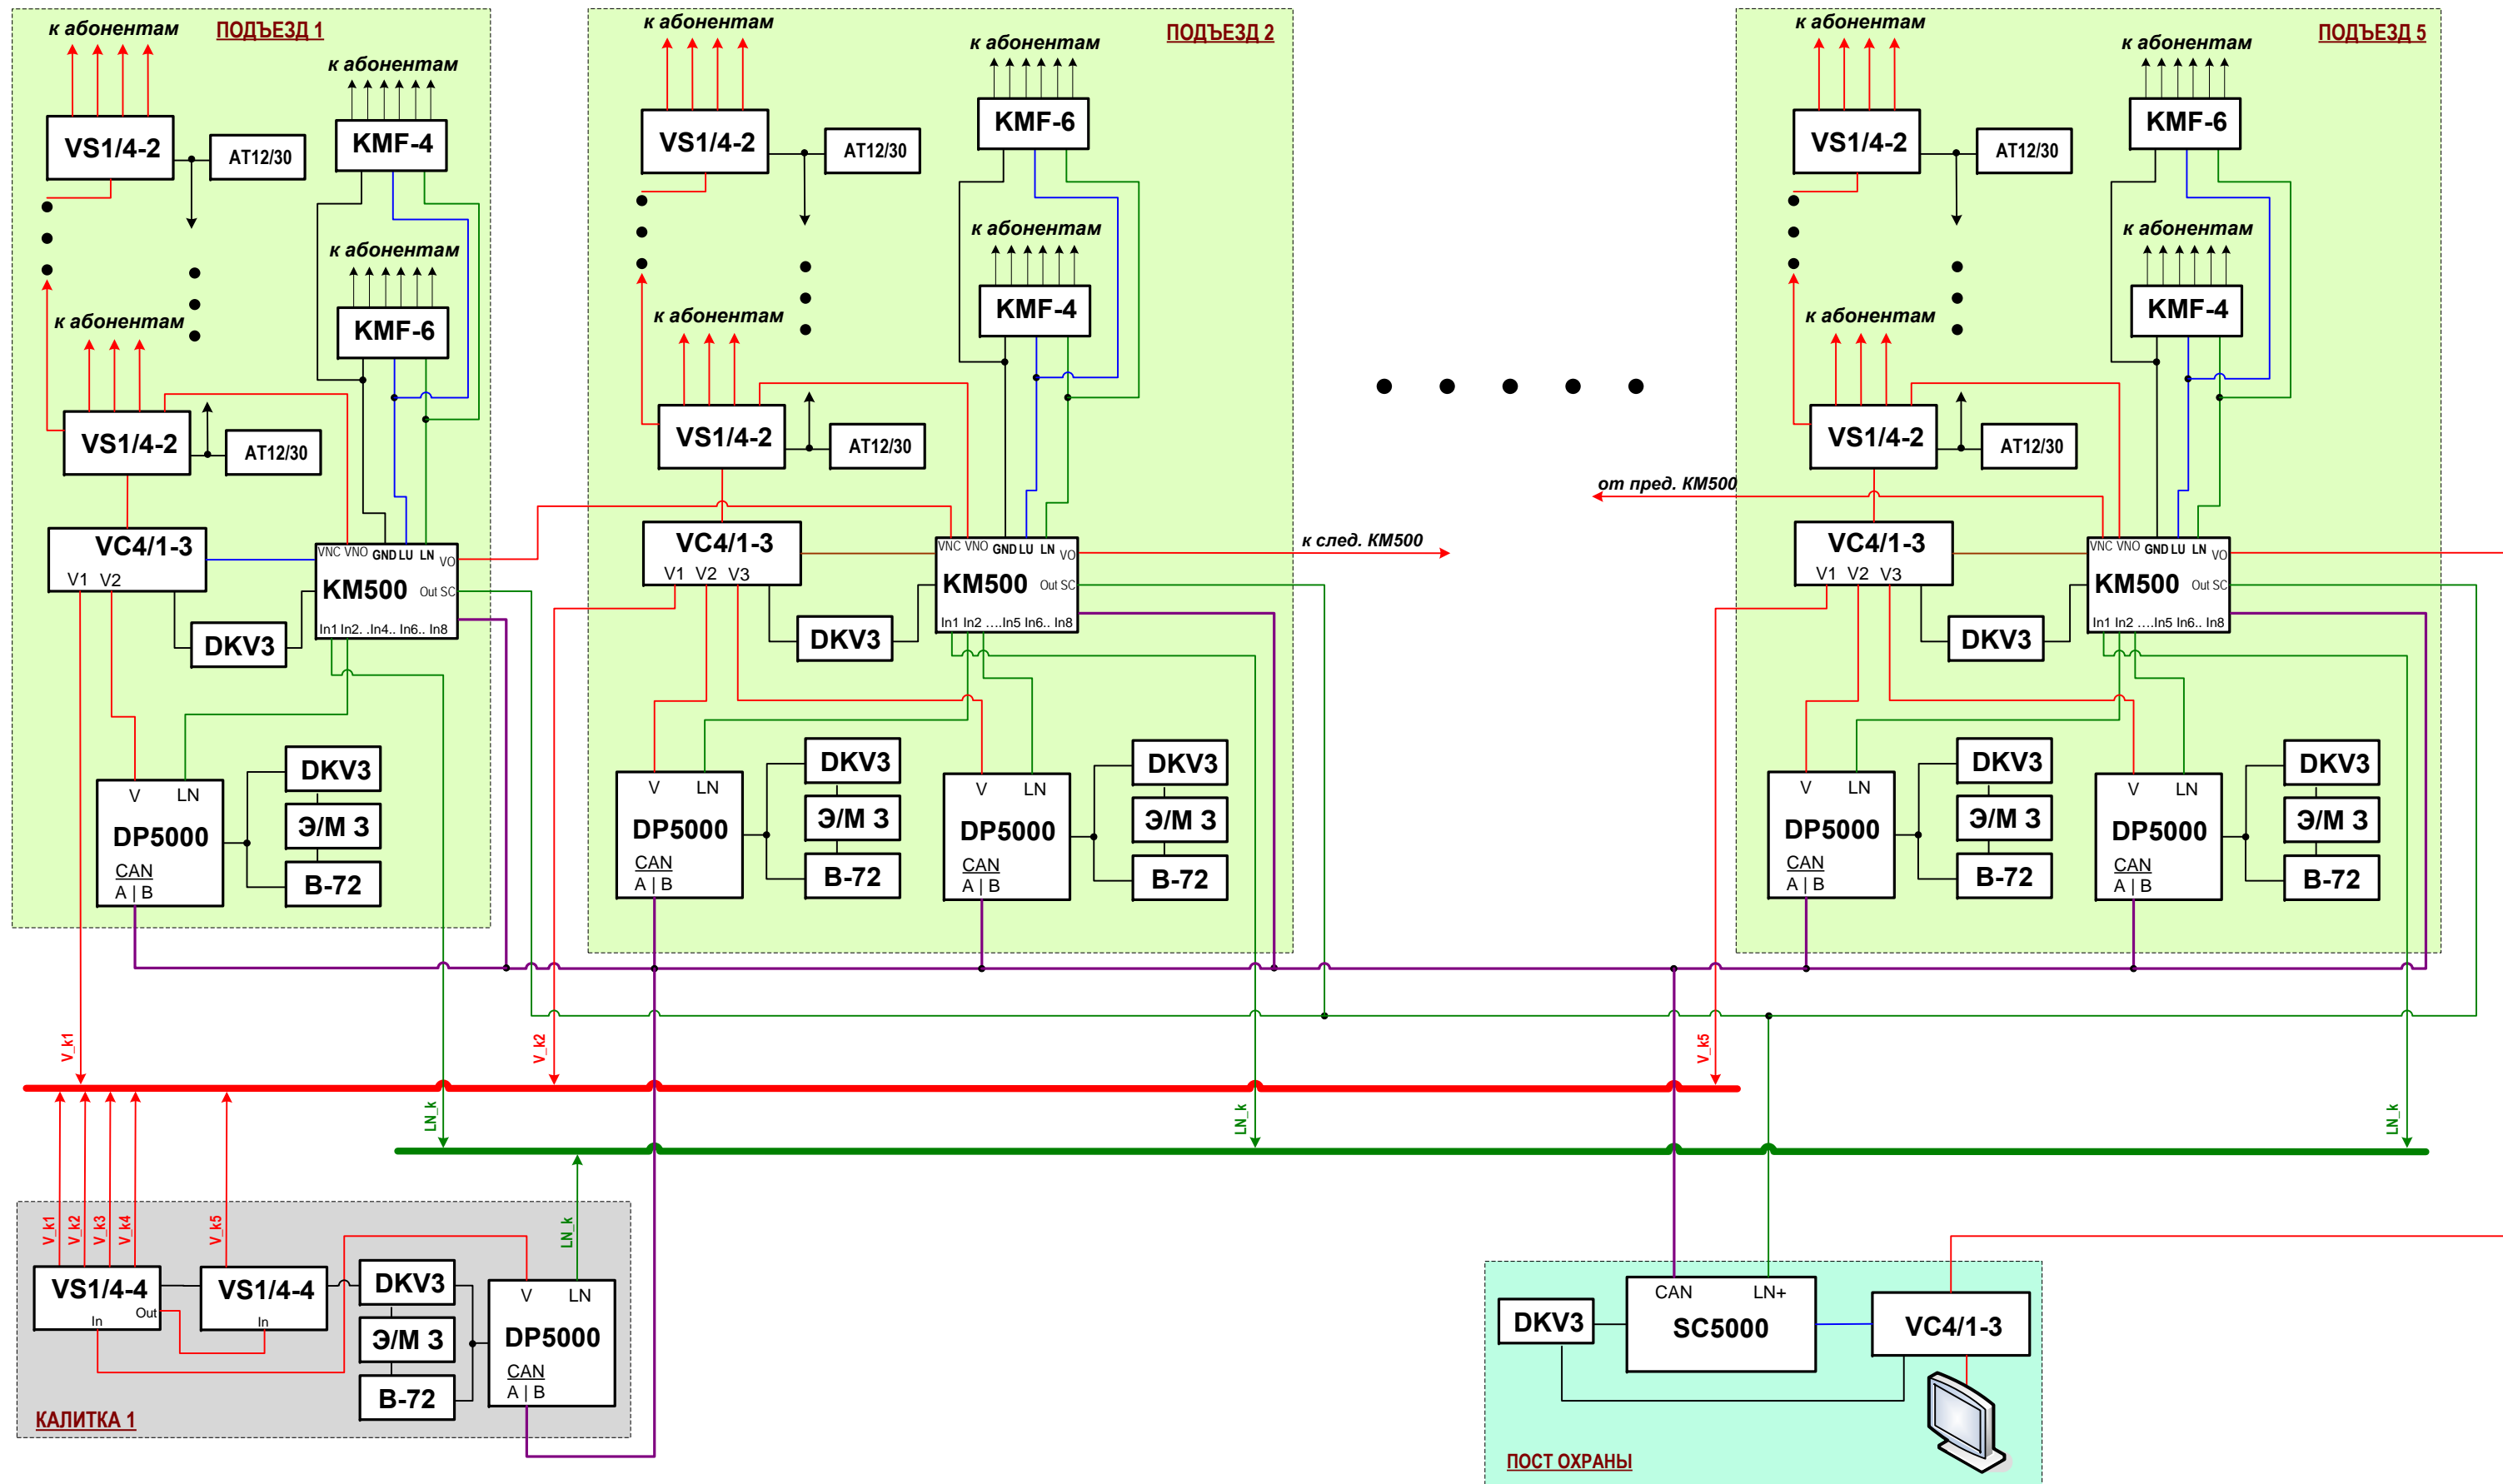 ПОДЪЕЗД 1
к абонентам
к абонентам
VS1/4-2
AT12/30
KMF-4
к абонентам
KMF-6
к абонентам
VS1/4-2
AT12/30
VC4/1-3
V1 V2
VNC VNO GND LU LN VO
KM500
Out SC
In1 In2. .In4.. In6.. In8
DKV3
V LN
DP5000
CAN
A | B
DKV3
Э/М З
B-72
ПОДЪЕЗД 2
к абонентам
к абонентам
VS1/4-2
AT12/30
KMF-6
к абонентам
KMF-4
к абонентам
VS1/4-2
AT12/30
VC4/1-3
V1 V2 V3
VNC VNO GND LU LN VO
KM500
Out SC
In1 In2 ....In5 In6.. In8
DKV3
к след. KM500
V LN
DP5000
CAN
A | B
DKV3
Э/М З
B-72
V LN
DP5000
CAN
A | B
DKV3
Э/М З
B-72
ПОДЪЕЗД 5
к абонентам
к абонентам
VS1/4-2
AT12/30
KMF-6
к абонентам
KMF-4
к абонентам
VS1/4-2
AT12/30
от пред. KM500
VC4/1-3
V1 V2 V3
VNC VNO GND LU LN VO
KM500
Out SC
In1 In2 ....In5 In6.. In8
DKV3
V LN
DP5000
CAN
A | B
DKV3
Э/М З
B-72
V LN
DP5000
CAN
A | B
DKV3
Э/М З
B-72
V_k1
V_k2
V_k5
LN_k
LN_k
LN_k
V_k1
V_k2
V_k3
V_k4
V_k5
LN_k
VS1/4-4
Out
In
VS1/4-4
In
DKV3
Э/М З
B-72
V LN
DP5000
CAN
A | B
КАЛИТКА 1
DKV3
CAN LN+
SC5000
VC4/1-3
ПОСТ ОХРАНЫ